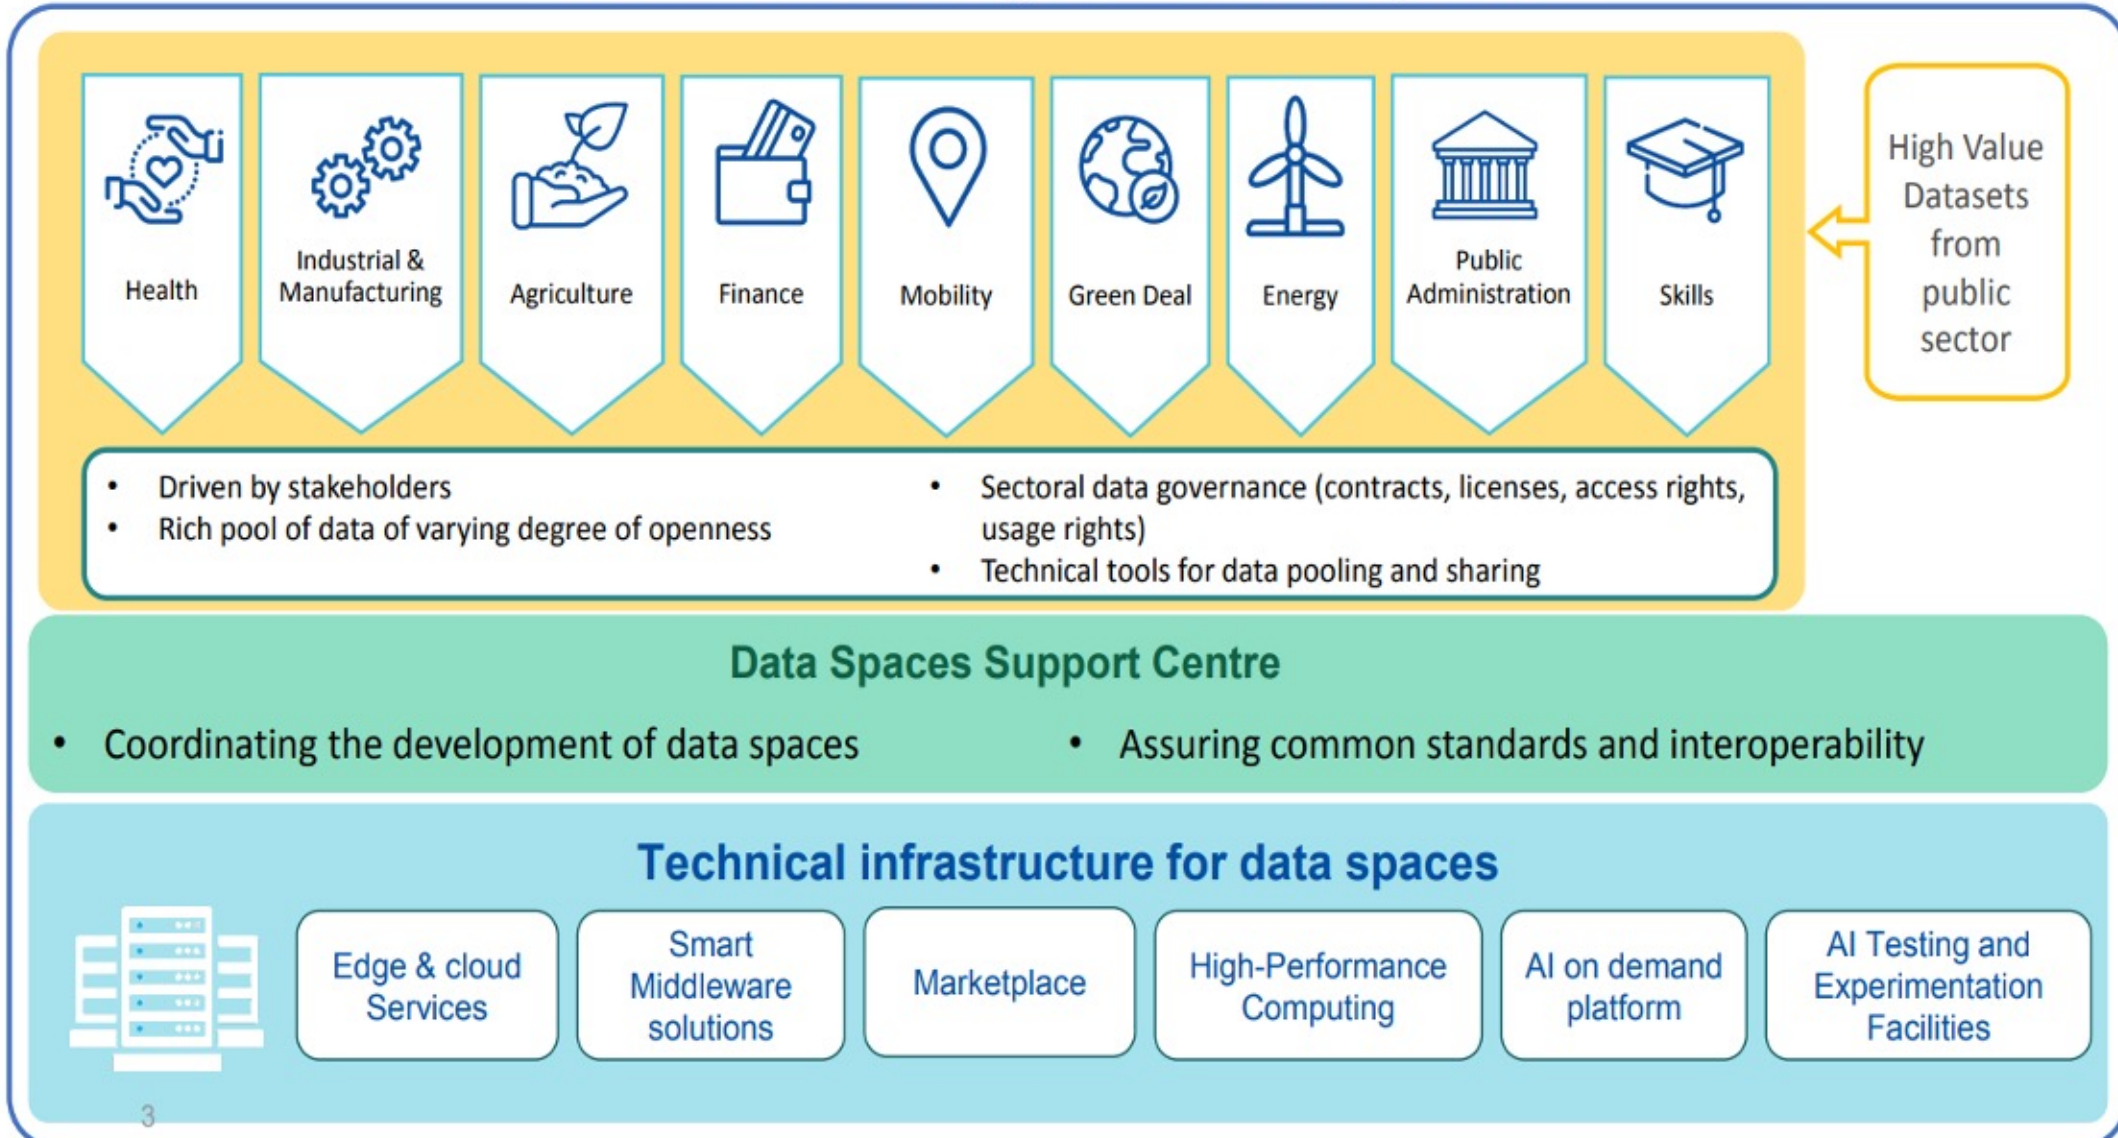 Health
Industrial &
Manufacturing
Agriculture
Finance
Mobility
Green Deal
Energy
Public
Administration
Skills
High Value
Datasets
from
public
sector
• Driven by stakeholders
• Rich pool of data of varying degree of openness
• Sectoral data governance (contracts, licenses, access rights,
usage rights)
• Technical tools for data pooling and sharing
Data Spaces Support Centre
• Coordinating the development of data spaces
• Assuring common standards and interoperability
Technical infrastructure for data spaces
Edge & cloud
Services
Smart
Middleware
solutions
Marketplace
High-Performance
Computing
AI on demand
platform
AI Testing and
Experimentation
Facilities
3